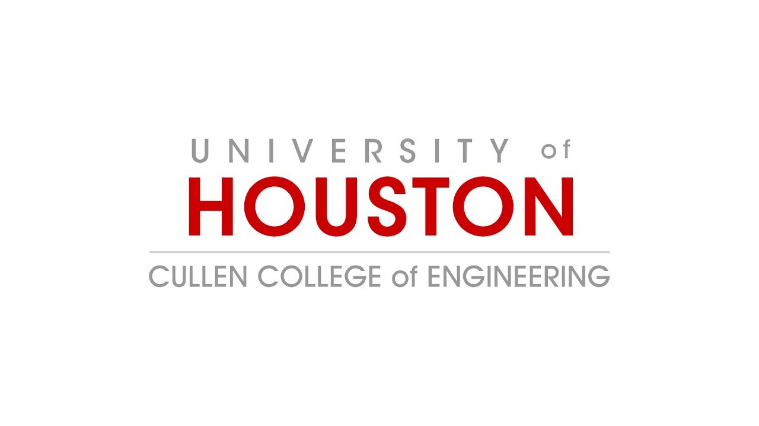 UNIVERSITY of
HOUSTON
CULLEN COLLEGE of ENGINEERING